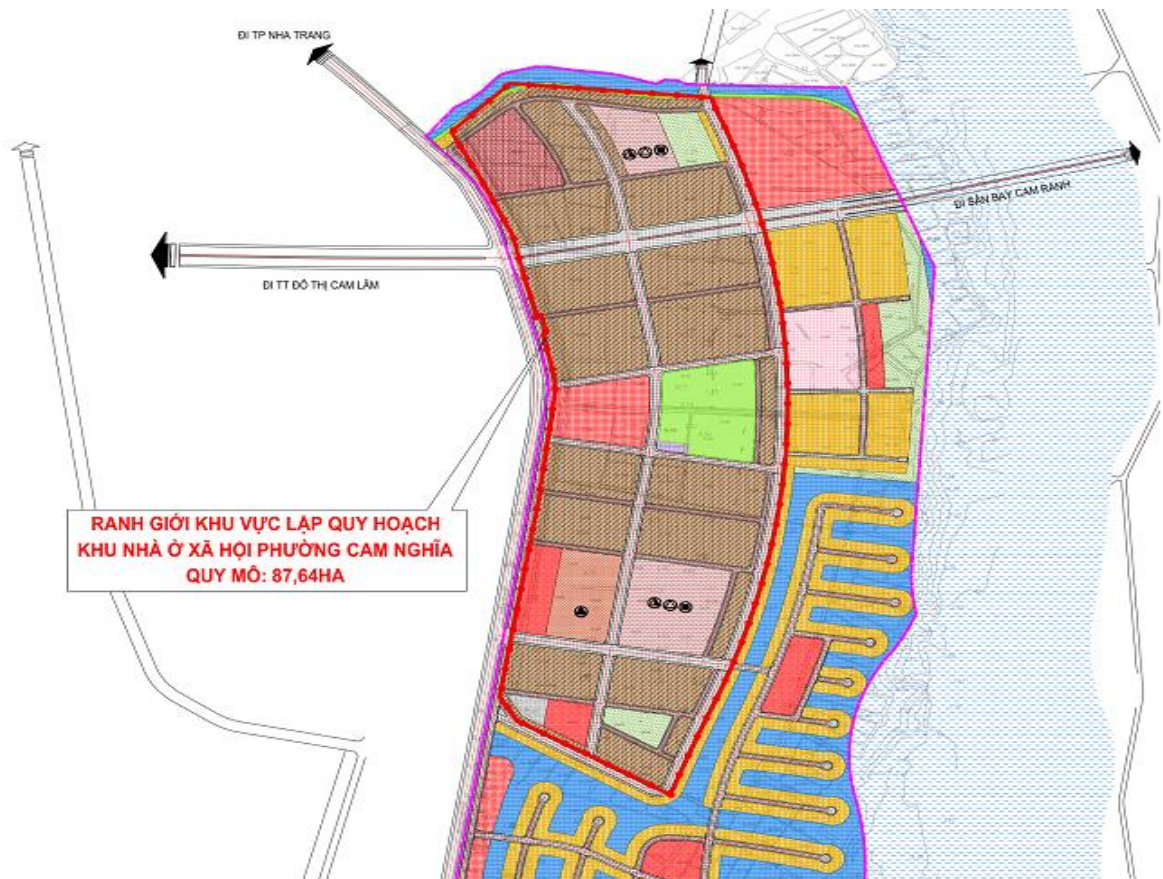 ĐI TP NHA TRANG
ĐI SÂN BAY CAM RANH
ĐI TT ĐÔ THỊ CAM LÂM
RANH GIỚI KHU VỰC LẬP QUY HOẠCH
KHU NHÀ Ở XÃ HỘI PHƯỜNG CAM NGHĨA
QUY MÔ: 87,64HA